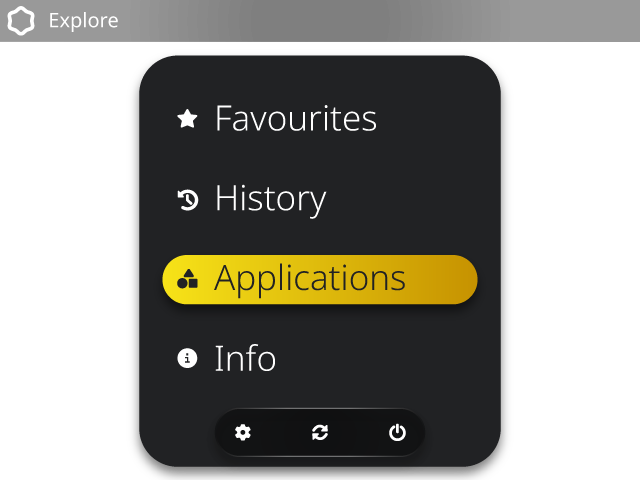 Explore
Favourites
History
Applications
Info